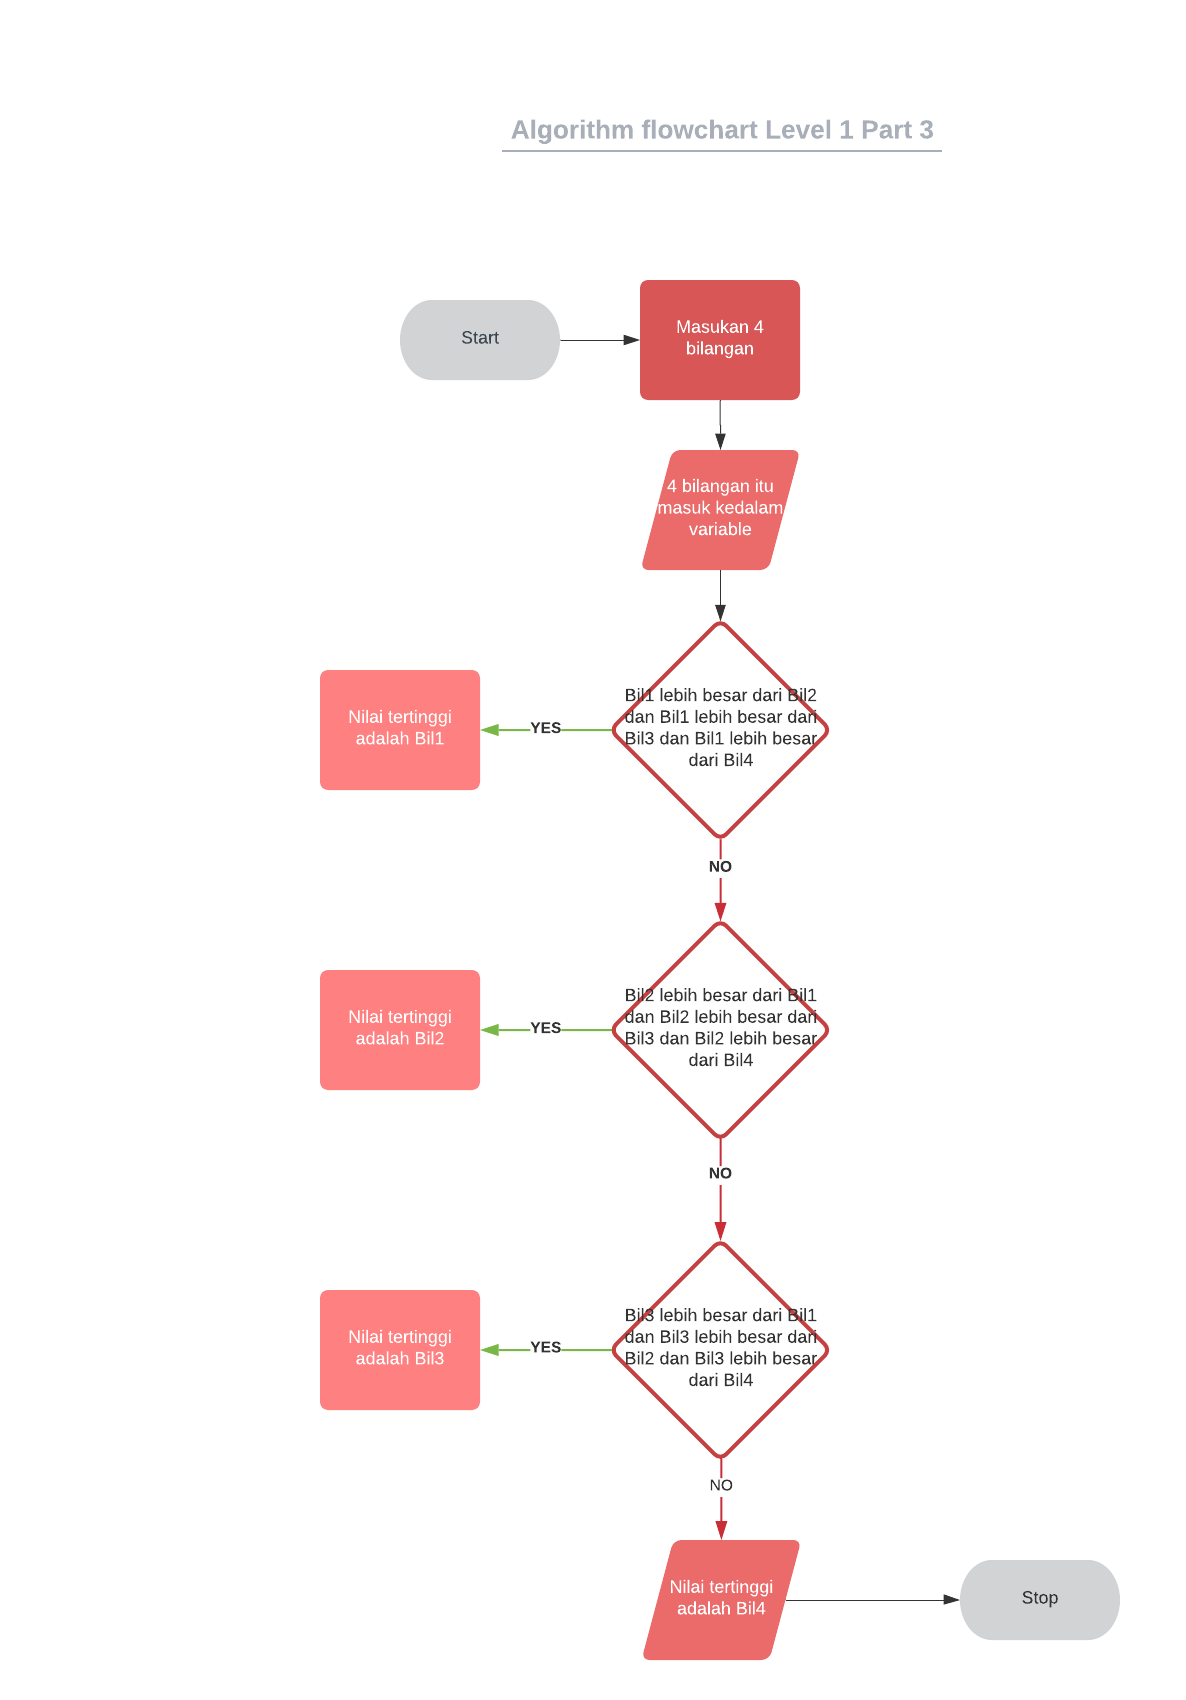 Algorithm flowchart Level 1 Part 3
Start
Masukan 4
bilangan
4 bilangan itu
masuk kedalam
variable
Bil1 lebih besar dari Bil2
dan Bil1 lebih besar dari
Bil3 dan Bil1 lebih besar
dari Bil4
YES
Nilai tertinggi
adalah Bil1
NO
Bil2 lebih besar dari Bil1
dan Bil2 lebih besar dari
Bil3 dan Bil2 lebih besar
dari Bil4
YES
Nilai tertinggi
adalah Bil2
NO
Bil3 lebih besar dari Bil1
dan Bil3 lebih besar dari
Bil2 dan Bil3 lebih besar
dari Bil4
YES
Nilai tertinggi
adalah Bil3
NO
Nilai tertinggi
adalah Bil4
Stop